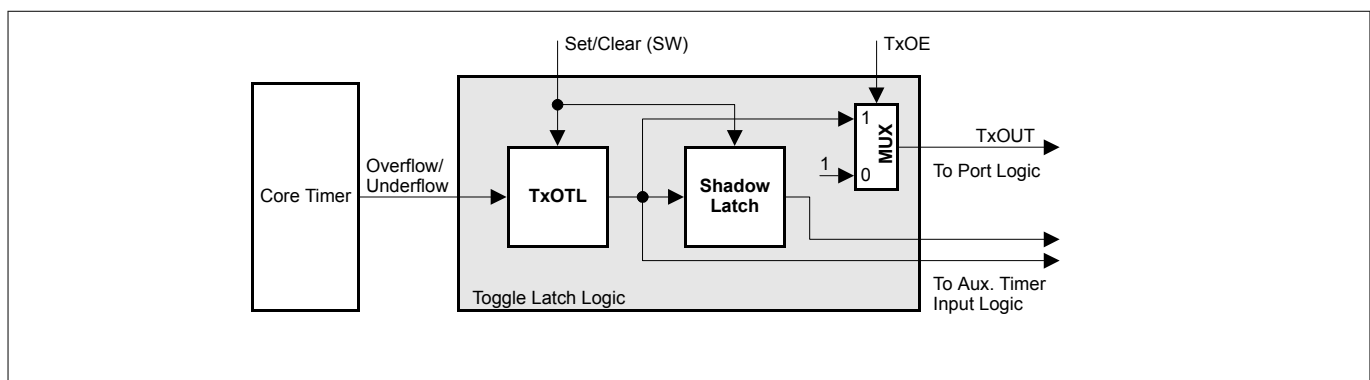 Set/Clear (SW)
TxOE
1
MUX
TxOUT
Overflow/
Underflow
1
0
To Port Logic
Core Timer
TxOTL
Shadow
Latch
To Aux. Timer
Input Logic
Toggle Latch Logic